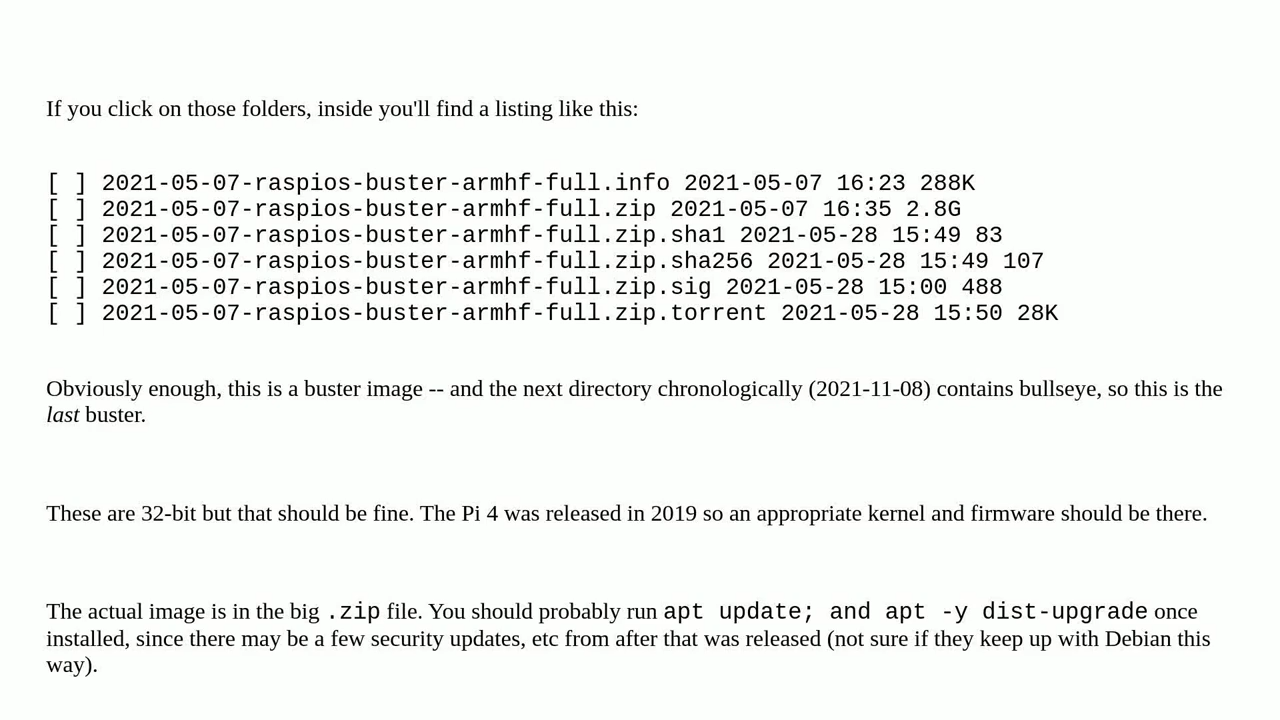 If you click on those folders, inside you'll find a listing like this:
[ ] 2021-05-07-raspios-buster-armhf-full.info 2021-05-07 16:23 288K
[ ] 2021-05-07-raspios-buster-armhf-full.zip 2021-05-07 16:35 2.8G
[ ] 2021-05-07-raspios-buster-armhf-full.zip.sha1 2021-05-28 15:49 83
[ ] 2021-05-07-raspios-buster-armhf-full.zip.sha256 2021-05-28 15:49 107
[ ] 2021-05-07-raspios-buster-armhf-full.zip.sig 2021-05-28 15:00 488
[ ] 2021-05-07-raspios-buster-armhf-full.zip.torrent 2021-05-28 15:50 28K
Obviously enough, this is a buster image -- and the next directory chronologically (2021-11-08) contains bullseye, so this is the
last buster.
These are 32-bit but that should be fine. The Pi 4 was released in 2019 so an appropriate kernel and firmware should be there.
The actual image is in the big .zip file. You should probably run apt update; and apt -y dist-upgrade once
installed, since there may be a few security updates, etc from after that was released (not sure if they keep up with Debian this
way).